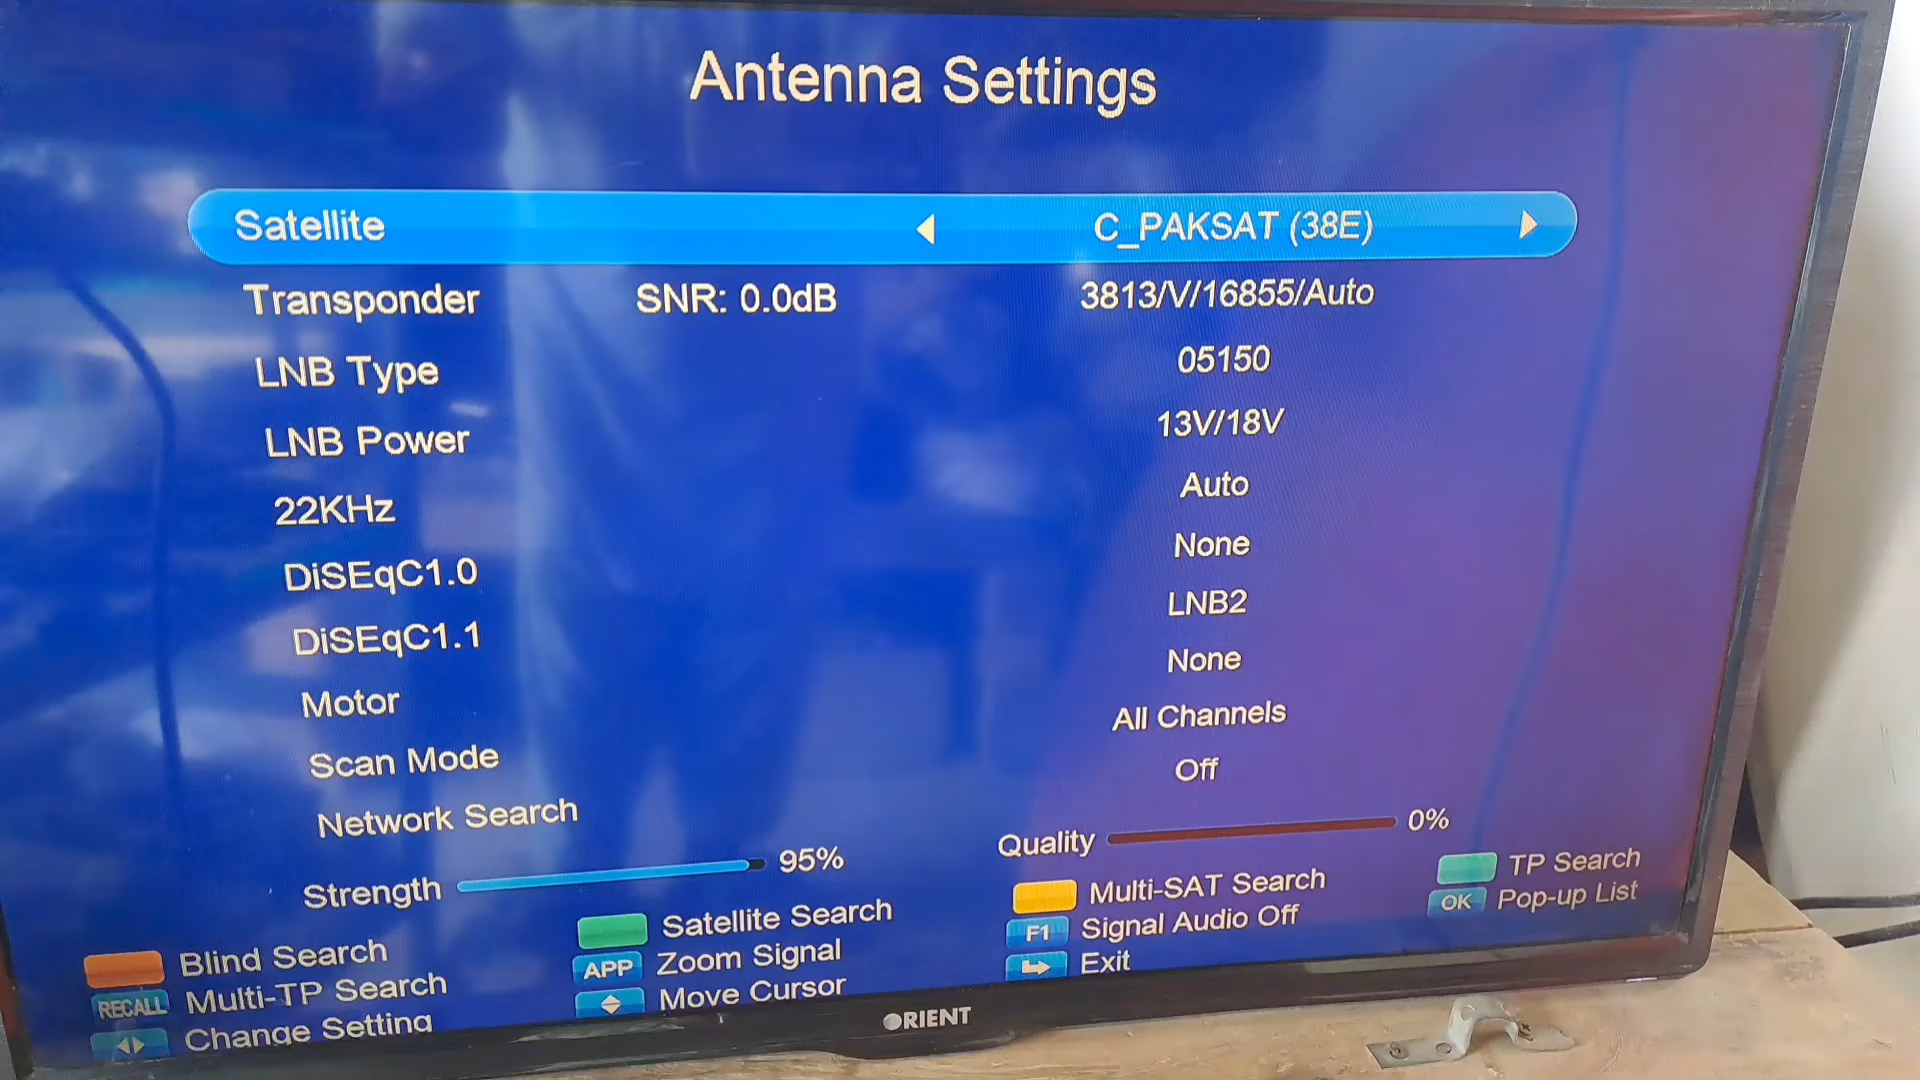 Antenna Settings
Satellite C_PAKSAT (38E)
Transponder SNR: 0.0dB 3813/V/16855/Auto
LNB Type 05150
LNB Power 13V/18V
22KHz Auto
DiSEqC1.0 None
DiSEqC1.1 LNB2
Motor None
Scan Mode All Channels
Network Search Off
Strength 95% Quality 0%
Blind Search Satellite Search Multi-SAT Search TP Search
RECALL Multi-TP Search APP Zoom Signal F1 Signal Audio Off OK Pop-up List
Change Setting Move Cursor Exit
ORIENT